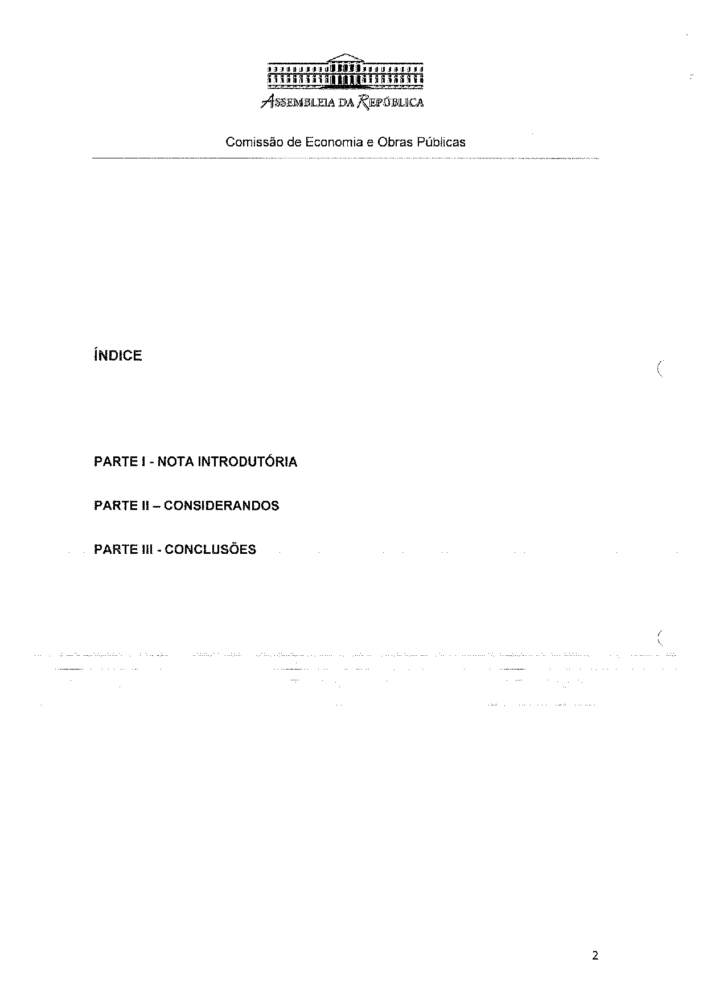 ASSEMBLEIA DA REPÚBLICA
Comissão de Economia e Obras Públicas
ÍNDICE
PARTE I - NOTA INTRODUTÓRIA
PARTE II – CONSIDERANDOS
PARTE III - CONCLUSÕES
2